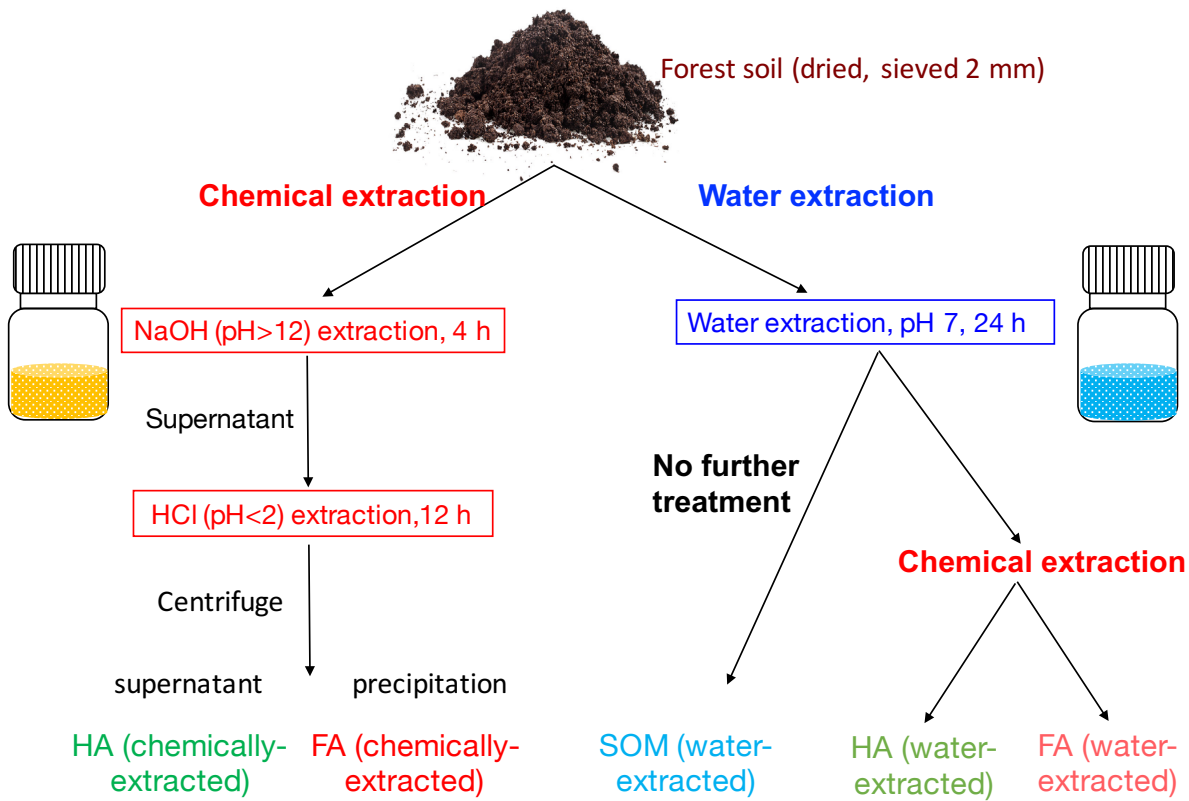 Forest soil (dried, sieved 2 mm)
Chemical extraction
Water extraction
NaOH (pH>12) extraction, 4 h
Water extraction, pH 7, 24 h
Supernatant
No further
treatment
HCl (pH<2) extraction,12 h
Chemical extraction
Centrifuge
supernatant
precipitation
HA (chemically-
extracted)
FA (chemically-
extracted)
SOM (water-
extracted)
HA (water-
extracted)
FA (water-
extracted)